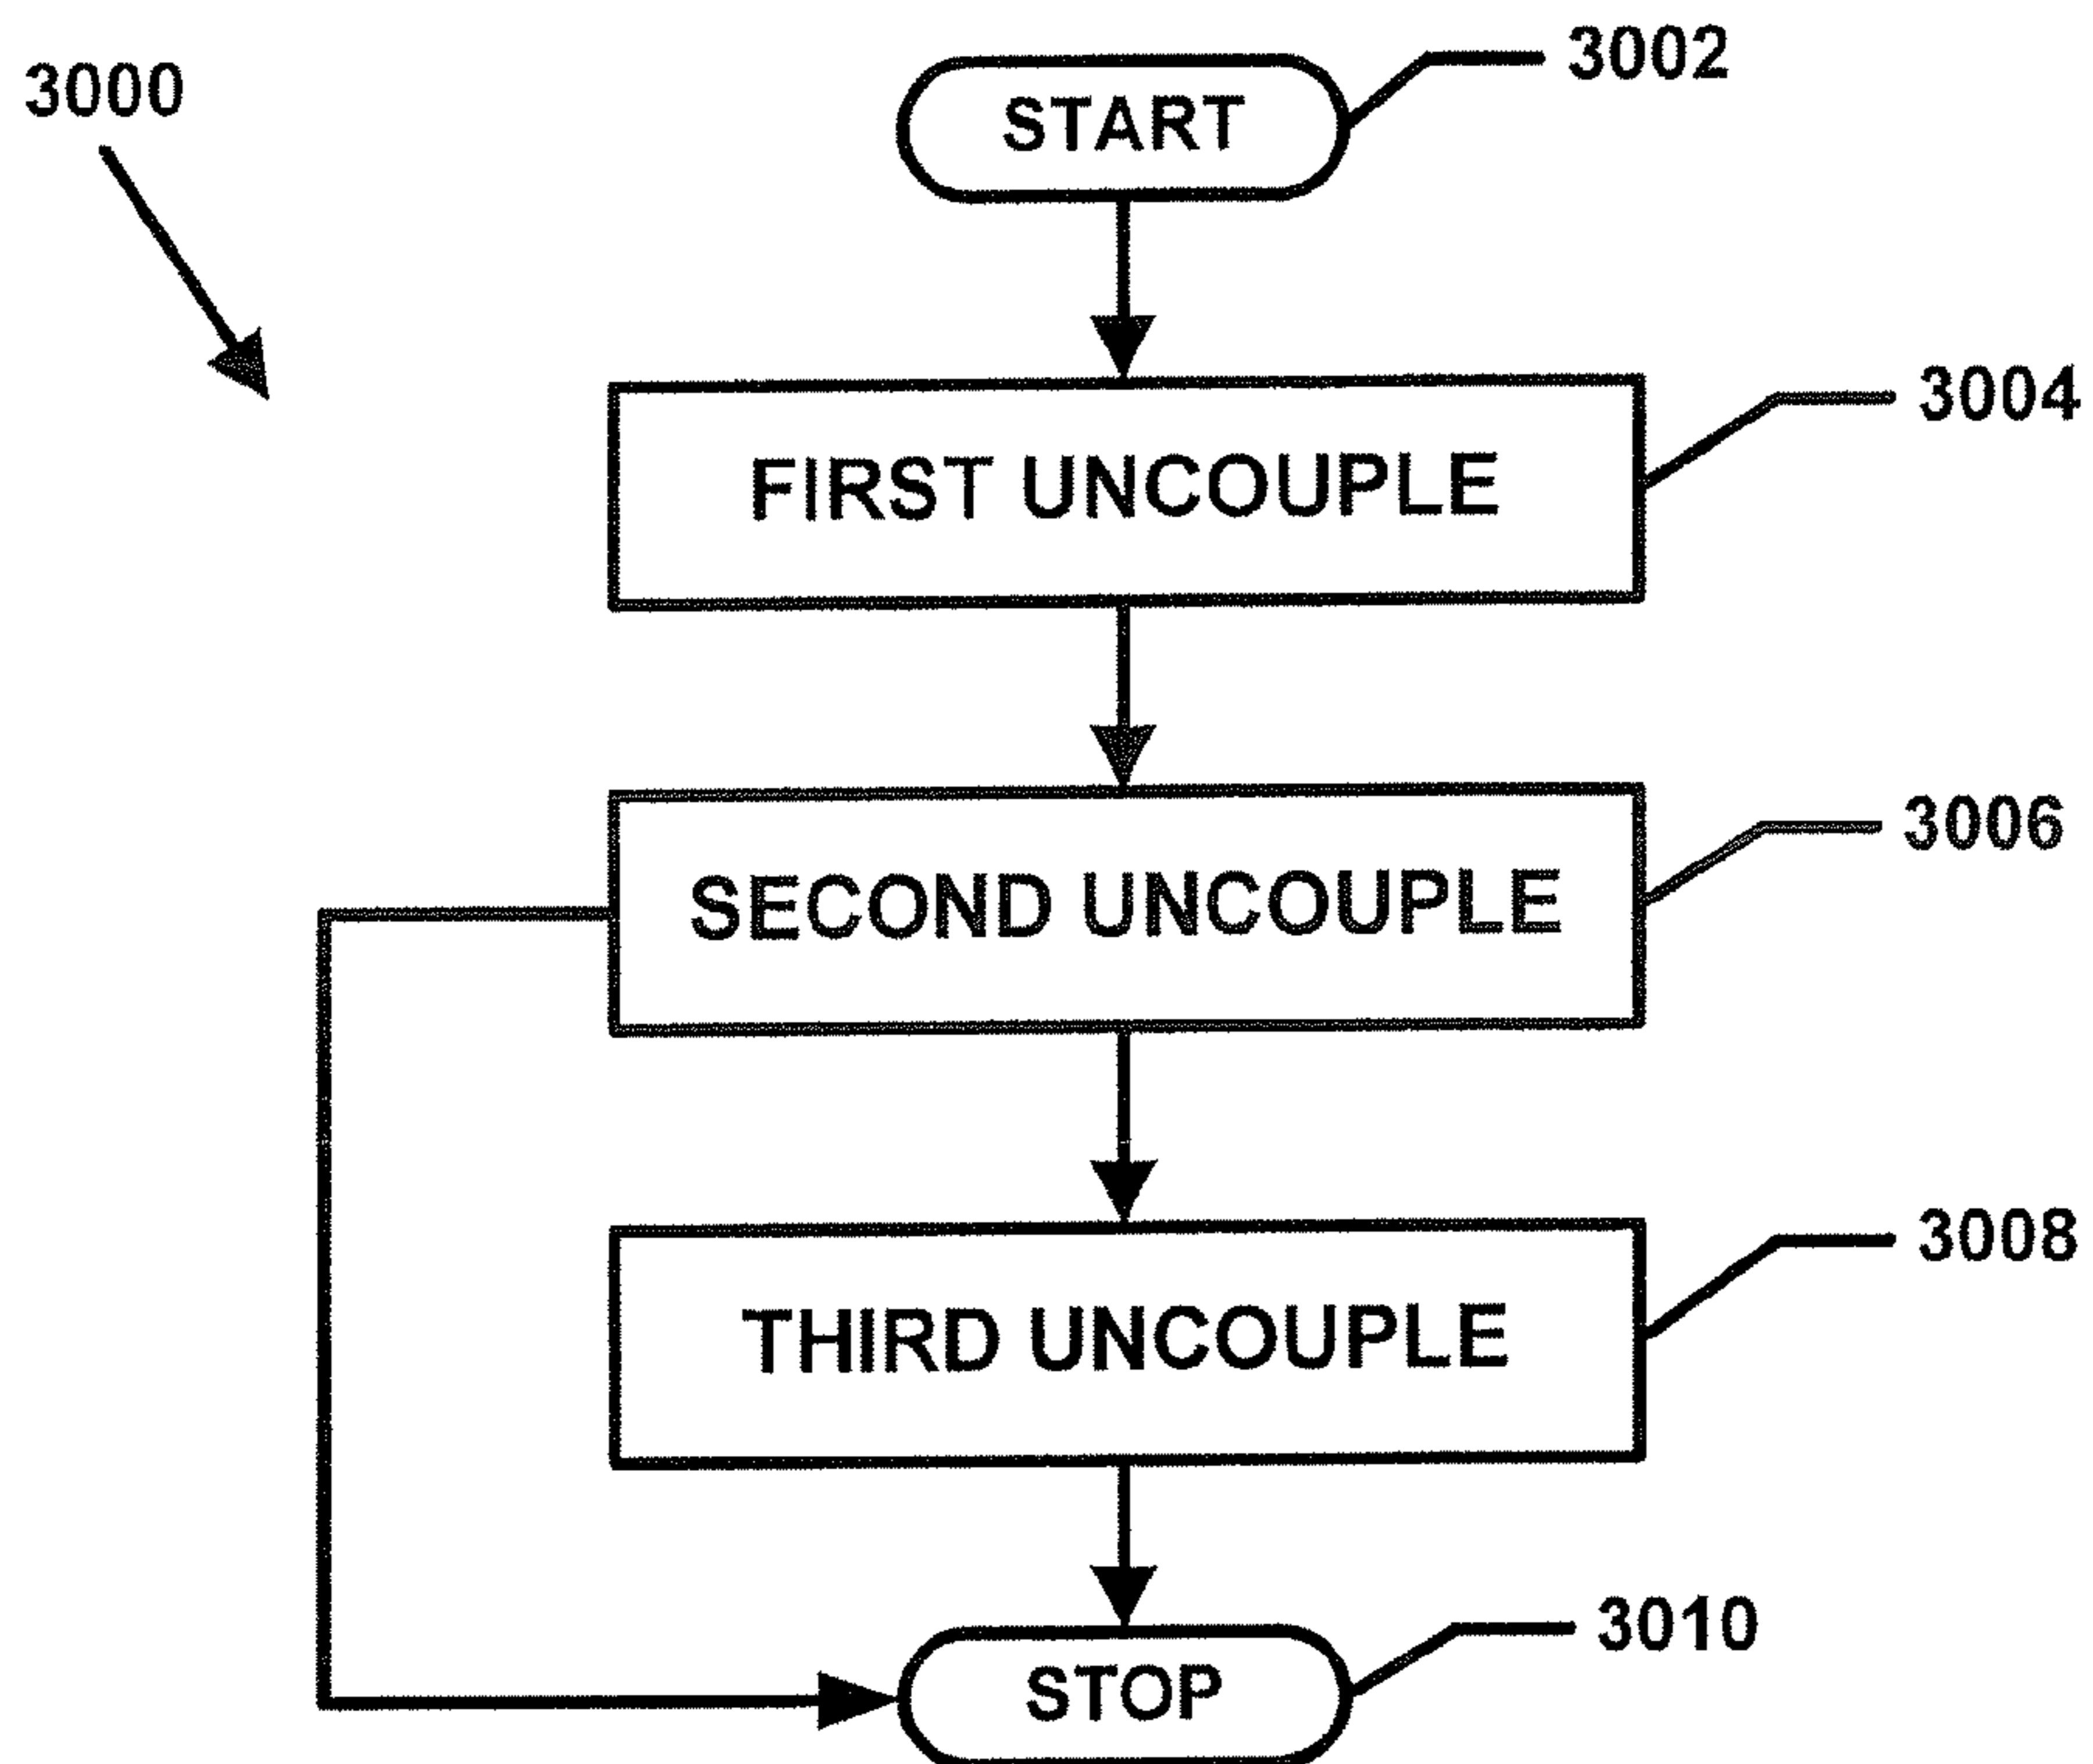 3000
START
3002
FIRST UNCOUPLE
3004
SECOND UNCOUPLE
3006
THIRD UNCOUPLE
3008
STOP
3010